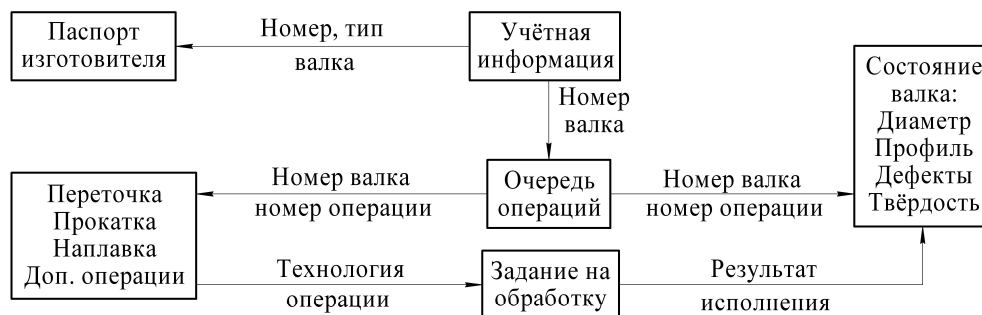 Паспорт
изготовителя
Номер, тип
валка
Учётная
информация
Номер
валка
Состояние
валка:
Диаметр
Профиль
Дефекты
Твёрдость
Переточка
Прокатка
Наплавка
Доп. операции
Номер валка
номер операции
Очередь
операций
Номер валка
номер операции
Технология
операции
Задание на
обработку
Результат
исполпения